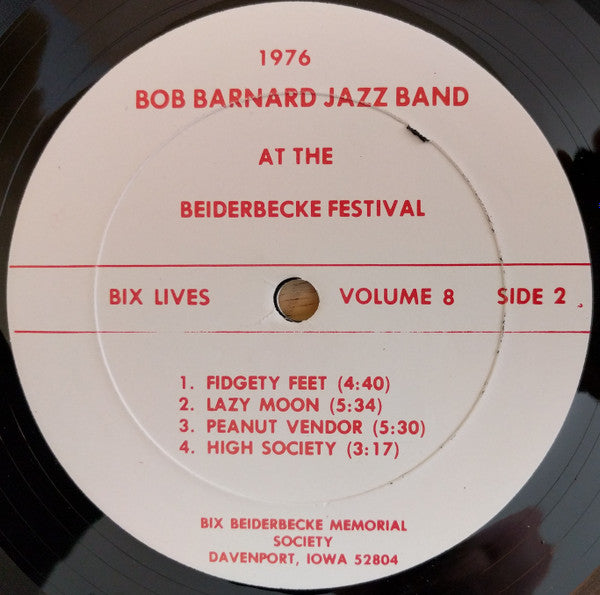 1976
BOB BARNARD JAZZ BAND
AT THE
BEIDERBECKE FESTIVAL
BIX LIVES VOLUME 8 SIDE 2
1. FIDGETY FEET (4:40)
2. LAZY MOON (5:34)
3. PEANUT VENDOR (5:30)
4. HIGH SOCIETY (3:17)
BIX BEIDERBECKE MEMORIAL
SOCIETY
DAVENPORT, IOWA 52804